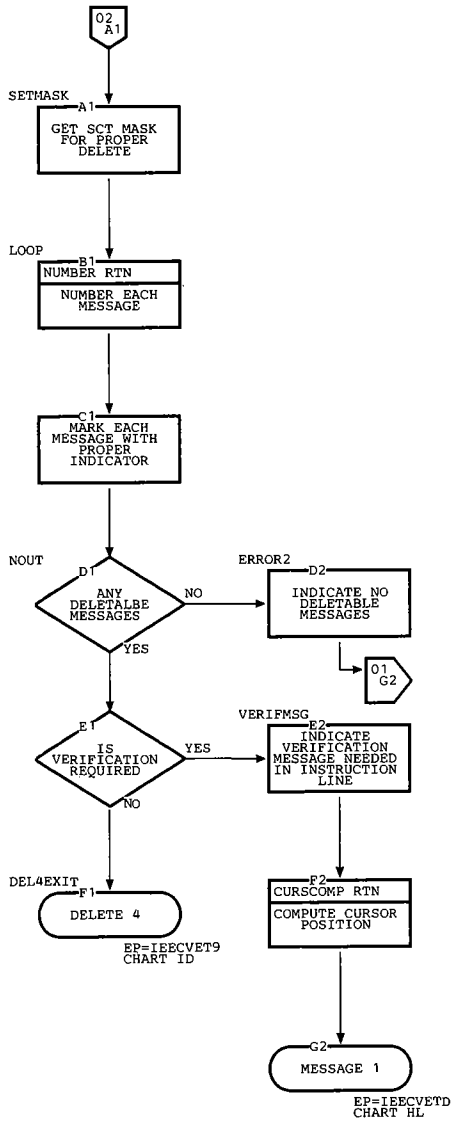 02
A1
SETMASK
A1
GET SCT MASK
FOR PROPER
DELETE
LOOP
B1
NUMBER RTN
NUMBER EACH
MESSAGE
C1
MARK EACH
MESSAGE WITH
PROPER
INDICATOR
NOUT
D1
ANY
DELETALBE
MESSAGES
NO
YES
ERROR2
D2
INDICATE NO
DELETABLE
MESSAGES
01
G2
E1
IS
VERIFICATION
REQUIRED
YES
NO
VERIFMSG
E2
INDICATE
VERIFICATION
MESSAGE NEEDED
IN INSTRUCTION
LINE
DEL4EXIT
F1
DELETE 4
EP=IEECVET9
CHART ID
F2
CURSCOMP RTN
COMPUTE CURSOR
POSITION
G2
MESSAGE 1
EP=IEECVETD
CHART HL